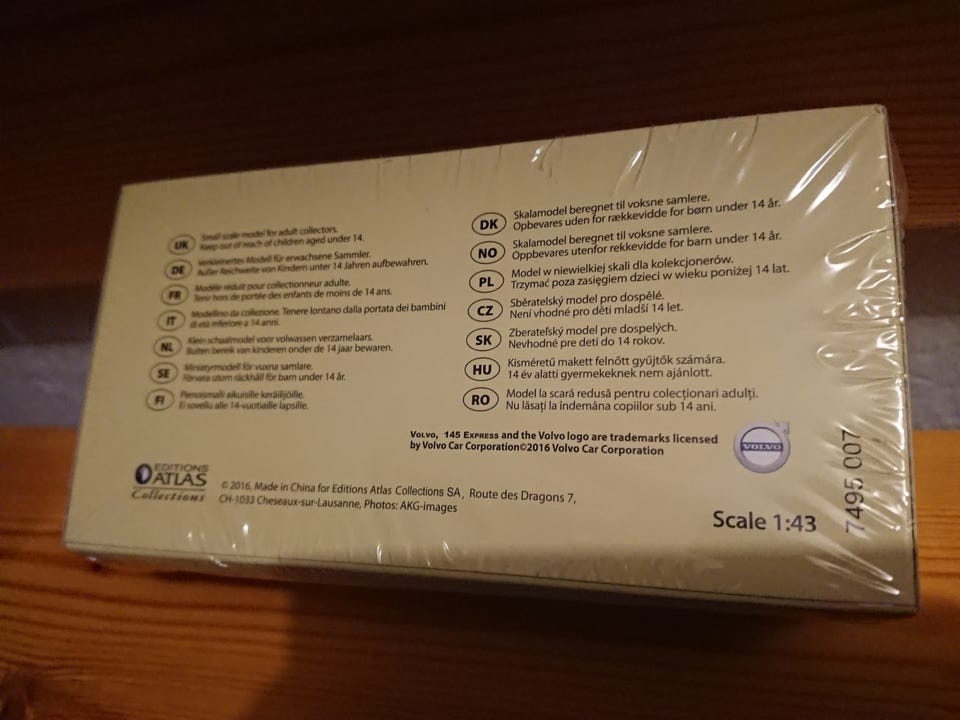 UK Small scale model for adult collectors.
Keep out of reach of children aged under 14.
DE Verkleinertes Modell für erwachsene Sammler.
Außer Reichweite von Kindern unter 14 Jahren aufbewahren.
FR Modèle réduit pour collectionneur adulte.
Tenir hors de portée des enfants de moins de 14 ans.
IT Modellino da collezione. Tenere lontano dalla portata dei bambini
di età inferiore a 14 anni.
NL Klein schaalmodel voor volwassen verzamelaars.
Buiten bereik van kinderen onder de 14 jaar bewaren.
SE Miniatyrmodell för vuxna samlare.
Förvara utom räckhåll för barn under 14 år.
FI Pienoismalli aikuisille keräilijöille.
Ei sovellu alle 14-vuotiaille lapsille.
DK Skalamodel beregnet til voksne samlere.
Opbevares uden for rækkevidde for børn under 14 år.
NO Skalamodel beregnet til voksne samlere.
Oppbevares utenfor rekkevidde for barn under 14 år.
PL Model w niewielkiej skali dla kolekcjonerów.
Trzymać poza zasięgiem dzieci w wieku poniżej 14 lat.
CZ Sběratelský model pro dospělé.
Není vhodné pro děti mladší 14 let.
SK Zberateľský model pre dospelých.
Nevhodné pre deti do 14 rokov.
HU Kisméretű makett felnőtt gyűjtők számára.
14 év alatti gyermekeknek nem ajánlott.
RO Model la scară redusă pentru colecționari adulți.
Nu lăsați la îndemâna copiilor sub 14 ani.
VOLVO, 145 EXPRESS and the Volvo logo are trademarks licensed
by Volvo Car Corporation©2016 Volvo Car Corporation
VOLVO
EDITIONS
ATLAS
Collections
© 2016, Made in China for Editions Atlas Collections SA, Route des Dragons 7,
CH-1033 Cheseaux-sur-Lausanne, Photos: AKG-images
Scale 1:43
7495 007